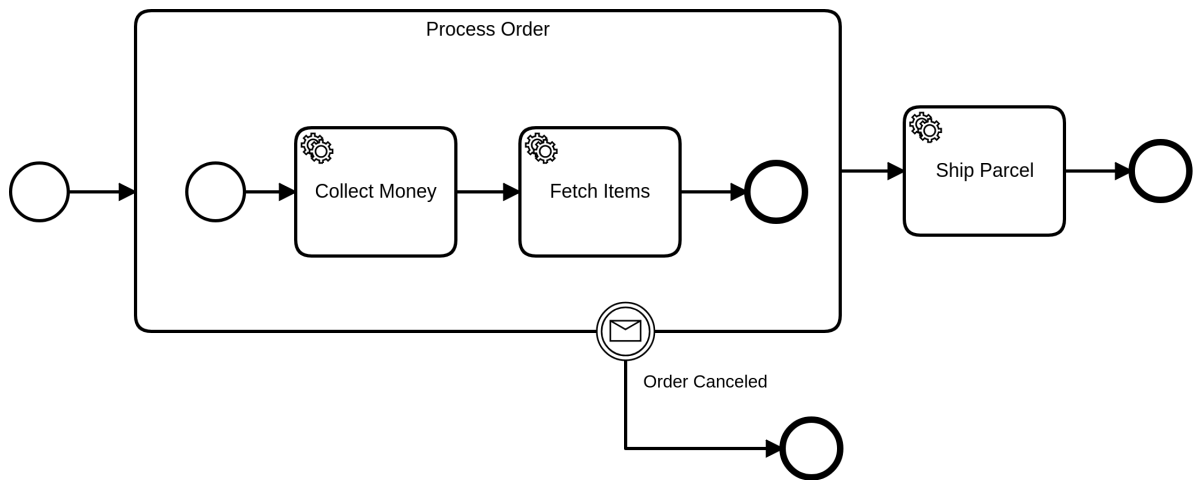 Process Order
Collect Money
Fetch Items
Ship Parcel
Order Canceled